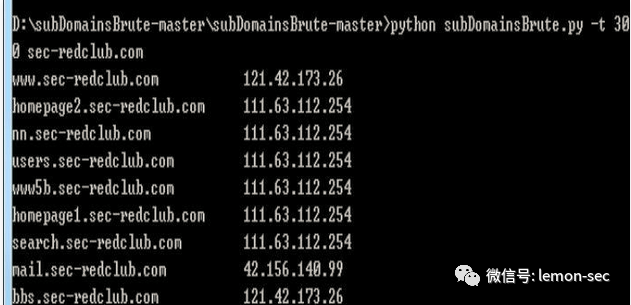 D:\subDomainsBrute-master\subDomainsBrute-master>python subDomainsBrute.py -t 30
0 sec-redclub.com
www.sec-redclub.com 121.42.173.26
homepage2.sec-redclub.com 111.63.112.254
nn.sec-redclub.com 111.63.112.254
users.sec-redclub.com 111.63.112.254
www5b.sec-redclub.com 111.63.112.254
homepage1.sec-redclub.com 111.63.112.254
search.sec-redclub.com 111.63.112.254
mail.sec-redclub.com 42.156.140.99
bbs.sec-redclub.com 121.42.173.26
微信号: lemon-sec